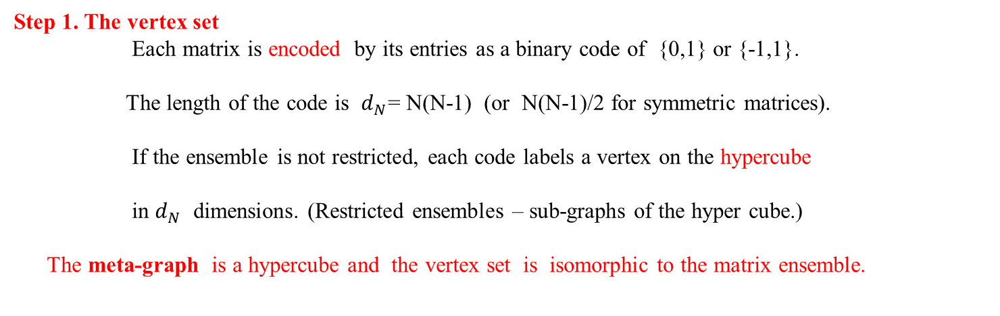 Step 1. The vertex set
Each matrix is encoded by its entries as a binary code of {0,1} or {-1,1}.
The length of the code is d_N= N(N-1) (or N(N-1)/2 for symmetric matrices).
If the ensemble is not restricted, each code labels a vertex on the hypercube
in d_N dimensions. (Restricted ensembles – sub-graphs of the hyper cube.)
The meta-graph is a hypercube and the vertex set is isomorphic to the matrix ensemble.